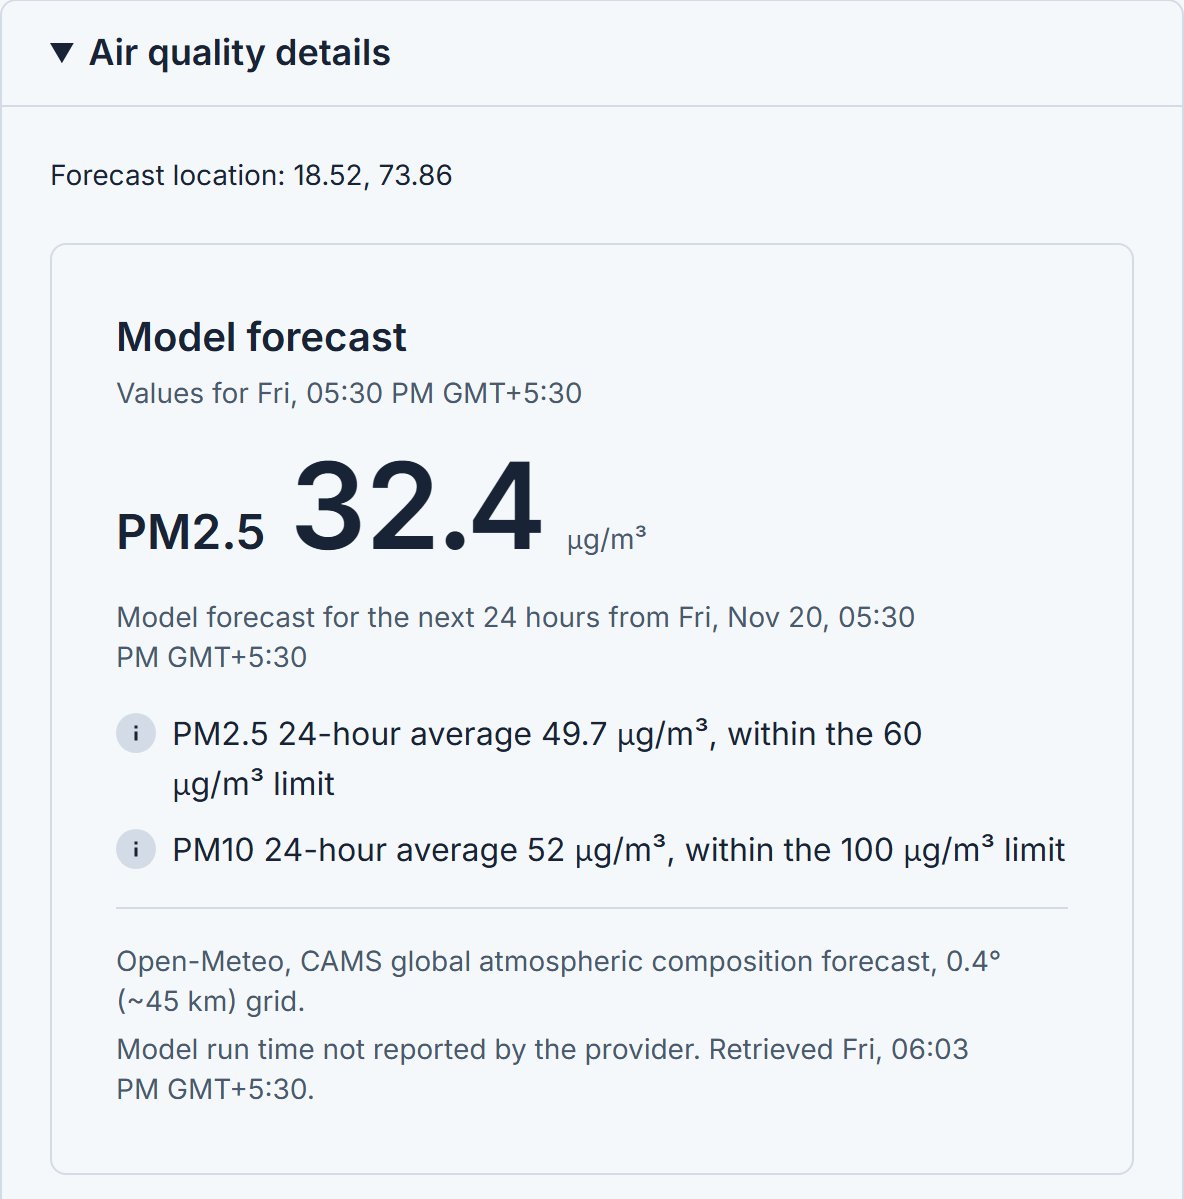 Air quality details
Forecast location: 18.52, 73.86
Model forecast
Values for Fri, 05:30 PM GMT+5:30
PM2.5 32.4 µg/m³
Model forecast for the next 24 hours from Fri, Nov 20, 05:30
PM GMT+5:30
i PM2.5 24-hour average 49.7 µg/m³, within the 60
µg/m³ limit
i PM10 24-hour average 52 µg/m³, within the 100 µg/m³ limit
Open-Meteo, CAMS global atmospheric composition forecast, 0.4°
(~45 km) grid.
Model run time not reported by the provider. Retrieved Fri, 06:03
PM GMT+5:30.